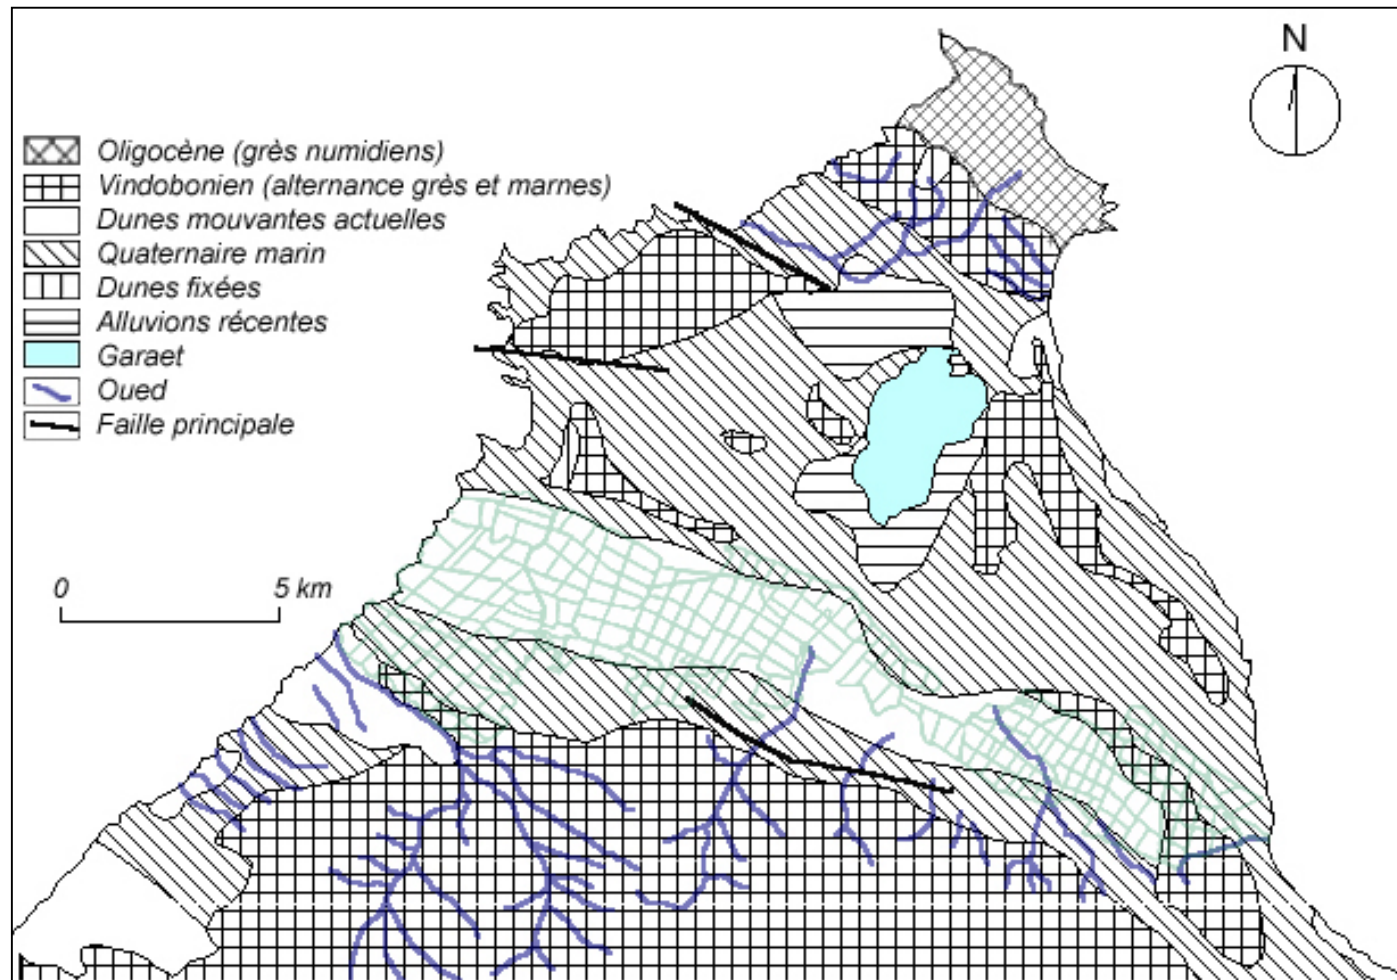 N
Oligocène (grès numidiens)
Vindobonien (alternance grès et marnes)
Dunes mouvantes actuelles
Quaternaire marin
Dunes fixées
Alluvions récentes
Garaet
Oued
Faille principale
0 5 km